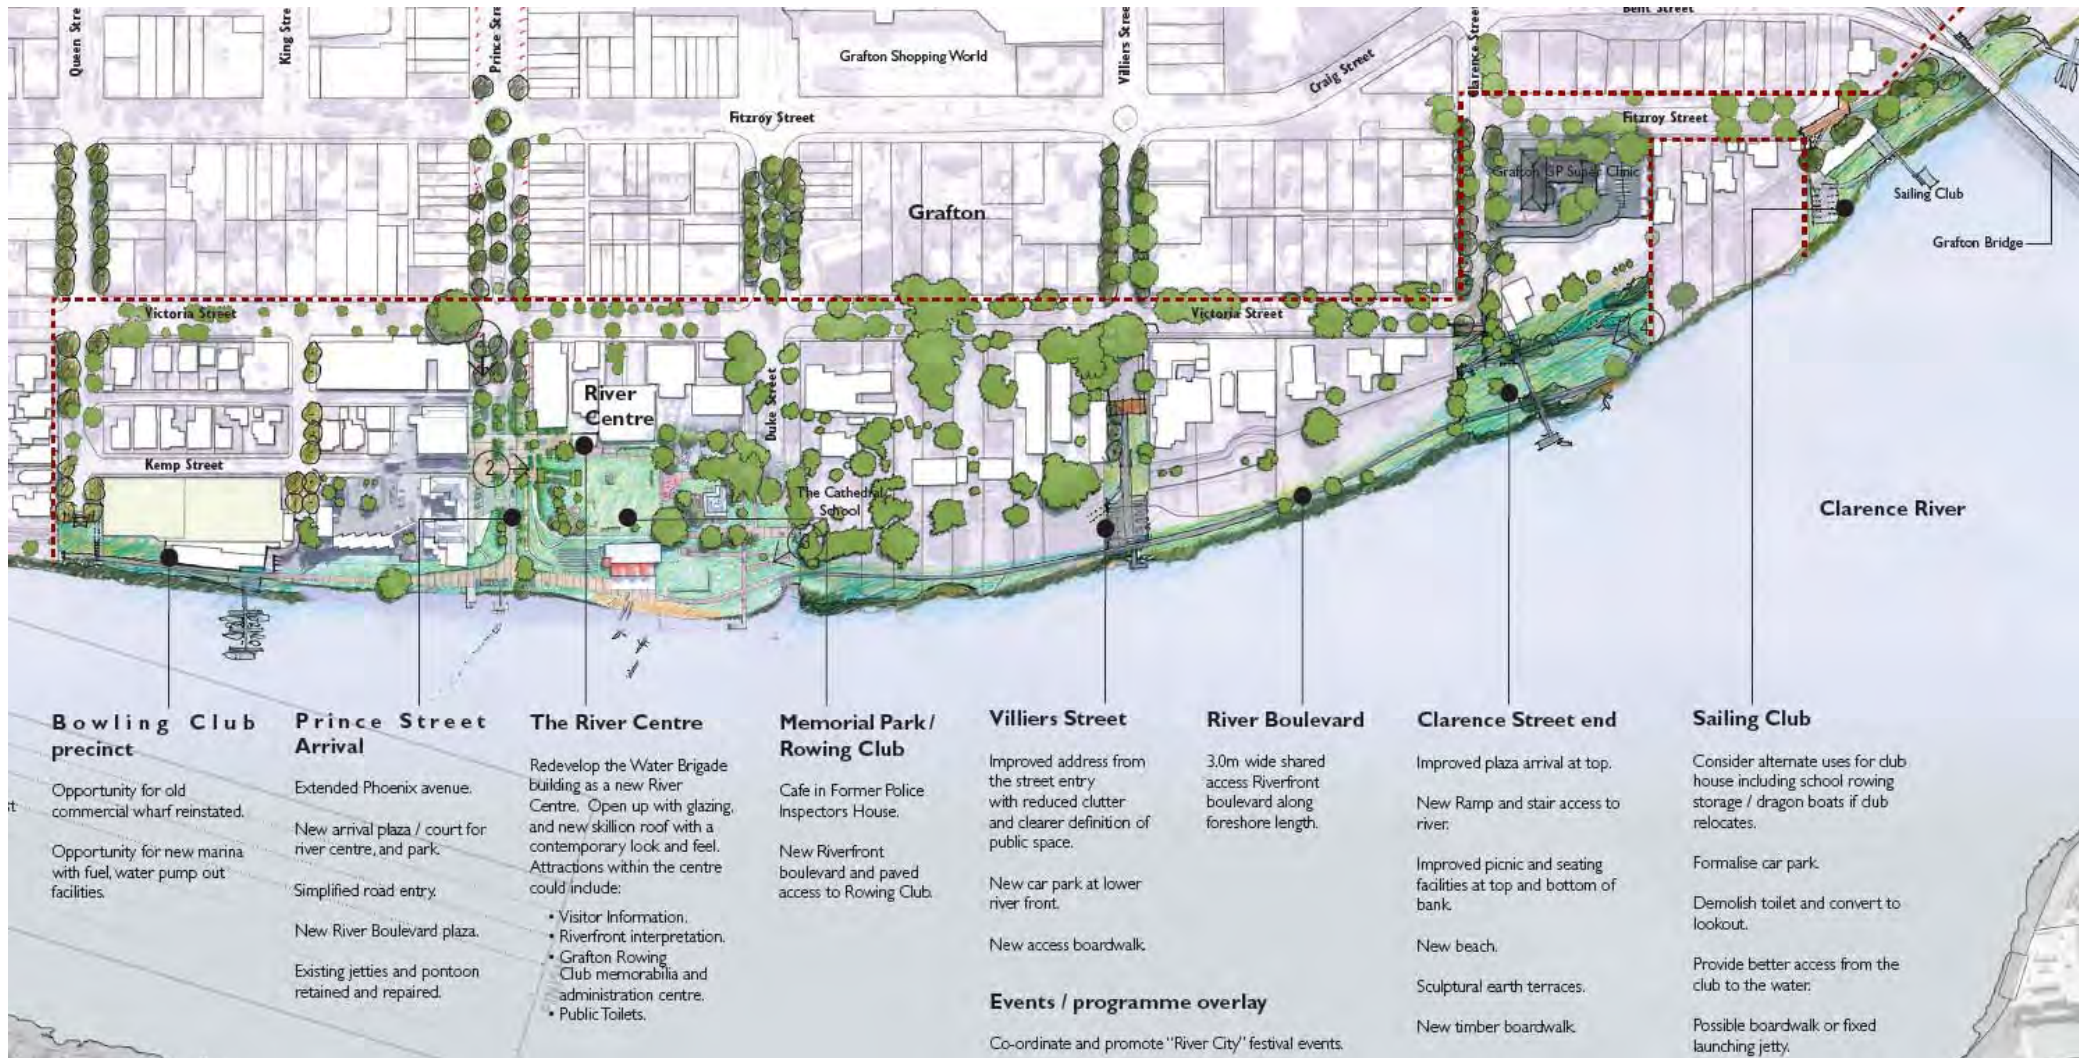 Queen Stre
King Stre
Prince Str
Villiers Stree
Clarence Street
Bent Street
Grafton Shopping World
Craig Street
Fitzroy Street
Fitzroy Street
Grafton GP Super Clinic
Grafton
Sailing Club
Grafton Bridge
Victoria Street
Victoria Street
River
Centre
Duke Street
Kemp Street
2
The Cathedral
School
Clarence River
Bowling Club
precinct
Opportunity for old
commercial wharf reinstated.
Opportunity for new marina
with fuel, water pump out
facilities.
st
Prince Street
Arrival
Extended Phoenix avenue.
New arrival plaza / court for
river centre, and park.
Simplified road entry.
New River Boulevard plaza.
Existing jetties and pontoon
retained and repaired.
The River Centre
Redevelop the Water Brigade
building as a new River
Centre. Open up with glazing,
and new skillion roof with a
contemporary look and feel.
Attractions within the centre
could include:
• Visitor Information.
• Riverfront interpretation.
• Grafton Rowing
Club memorabilia and
administration centre.
• Public Toilets.
Memorial Park /
Rowing Club
Cafe in Former Police
Inspectors House.
New Riverfront
boulevard and paved
access to Rowing Club.
Villiers Street
Improved address from
the street entry
with reduced clutter
and clearer definition of
public space.
New car park at lower
river front.
New access boardwalk.
Events / programme overlay
Co-ordinate and promote "River City" festival events.
River Boulevard
3.0m wide shared
access Riverfront
boulevard along
foreshore length.
Clarence Street end
Improved plaza arrival at top.
New Ramp and stair access to
river.
Improved picnic and seating
facilities at top and bottom of
bank.
New beach.
Sculptural earth terraces.
New timber boardwalk.
Sailing Club
Consider alternate uses for club
house including school rowing
storage / dragon boats if club
relocates.
Formalise car park.
Demolish toilet and convert to
lookout.
Provide better access from the
club to the water.
Possible boardwalk or fixed
launching jetty.